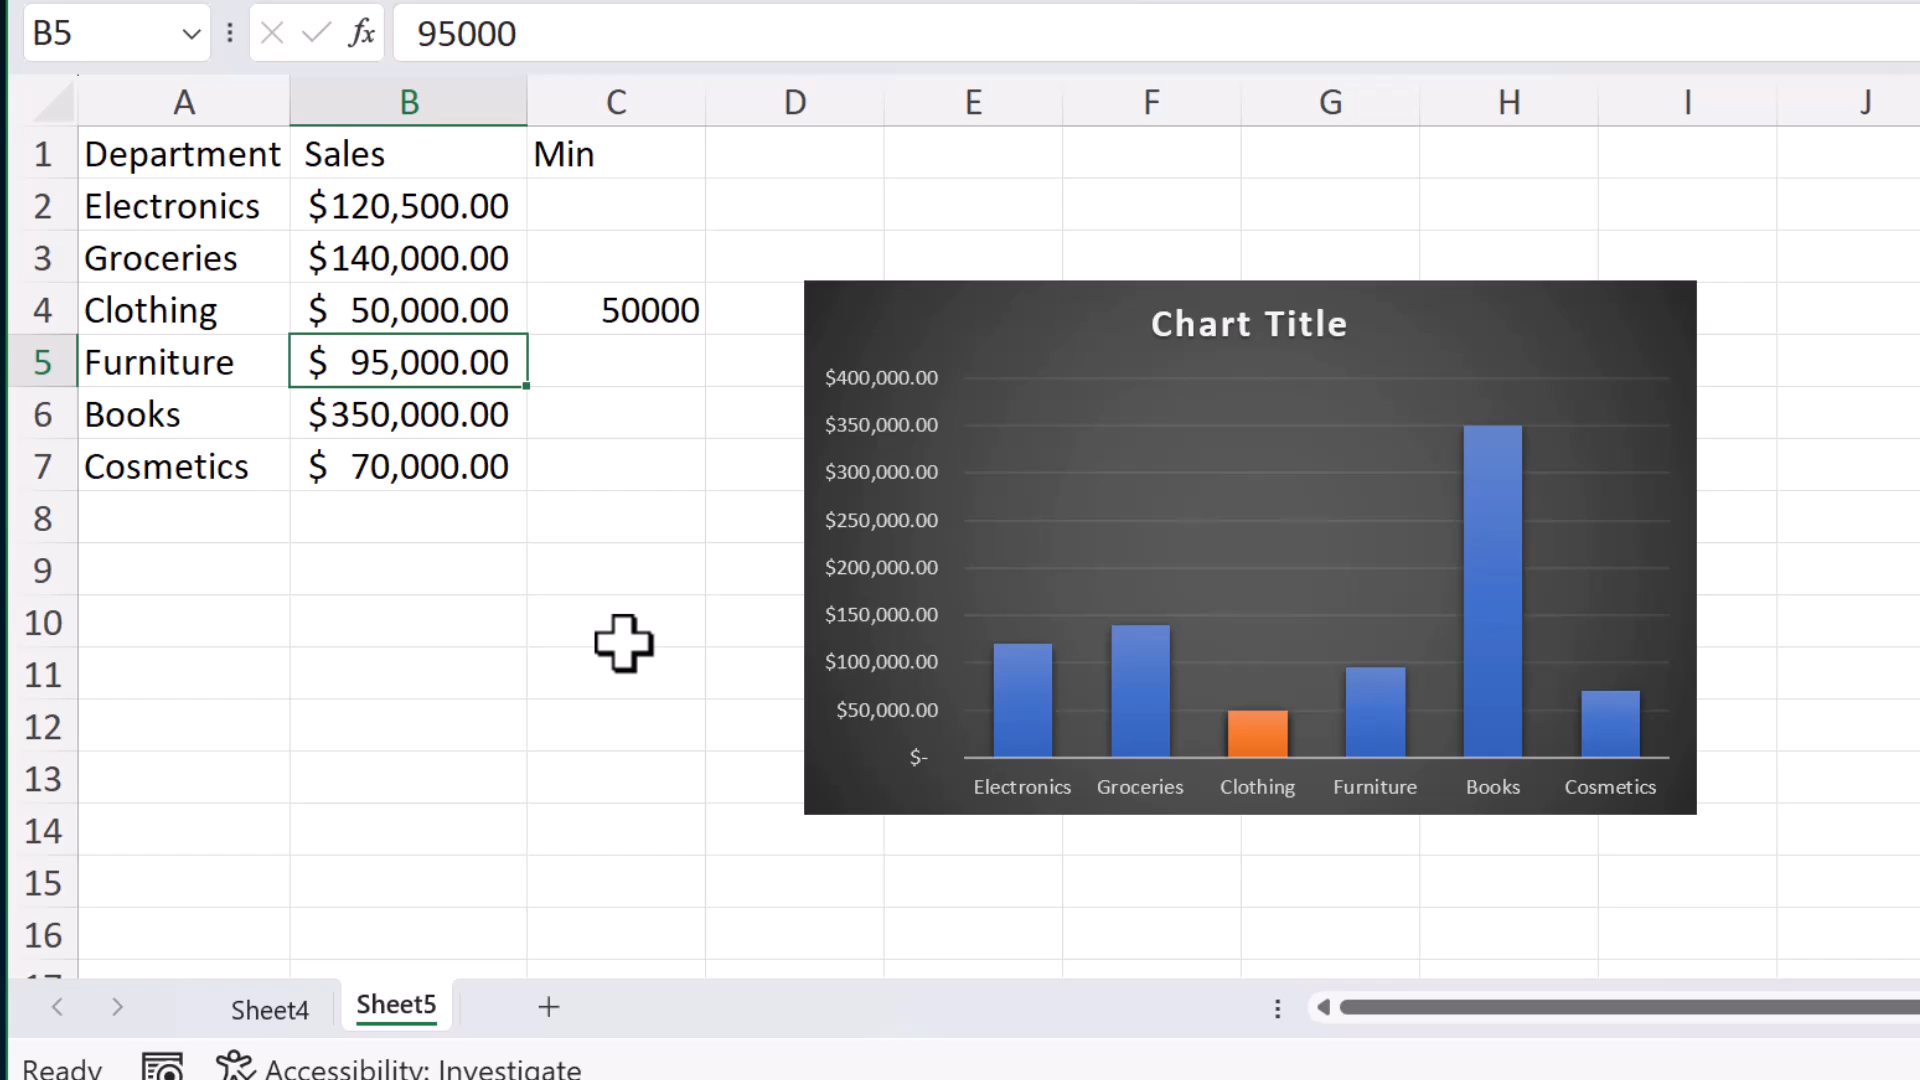 B5 fx 95000
A B C D E F G H I J
1 Department Sales Min
2 Electronics $120,500.00
3 Groceries $140,000.00
4 Clothing $ 50,000.00 50000
5 Furniture $ 95,000.00
6 Books $350,000.00
7 Cosmetics $ 70,000.00
8
9
10
11
12
13
14
15
16
17
Chart Title
$400,000.00
$350,000.00
$300,000.00
$250,000.00
$200,000.00
$150,000.00
$100,000.00
$50,000.00
$-
Electronics Groceries Clothing Furniture Books Cosmetics
Sheet4 Sheet5
Ready Accessibility: Investigate